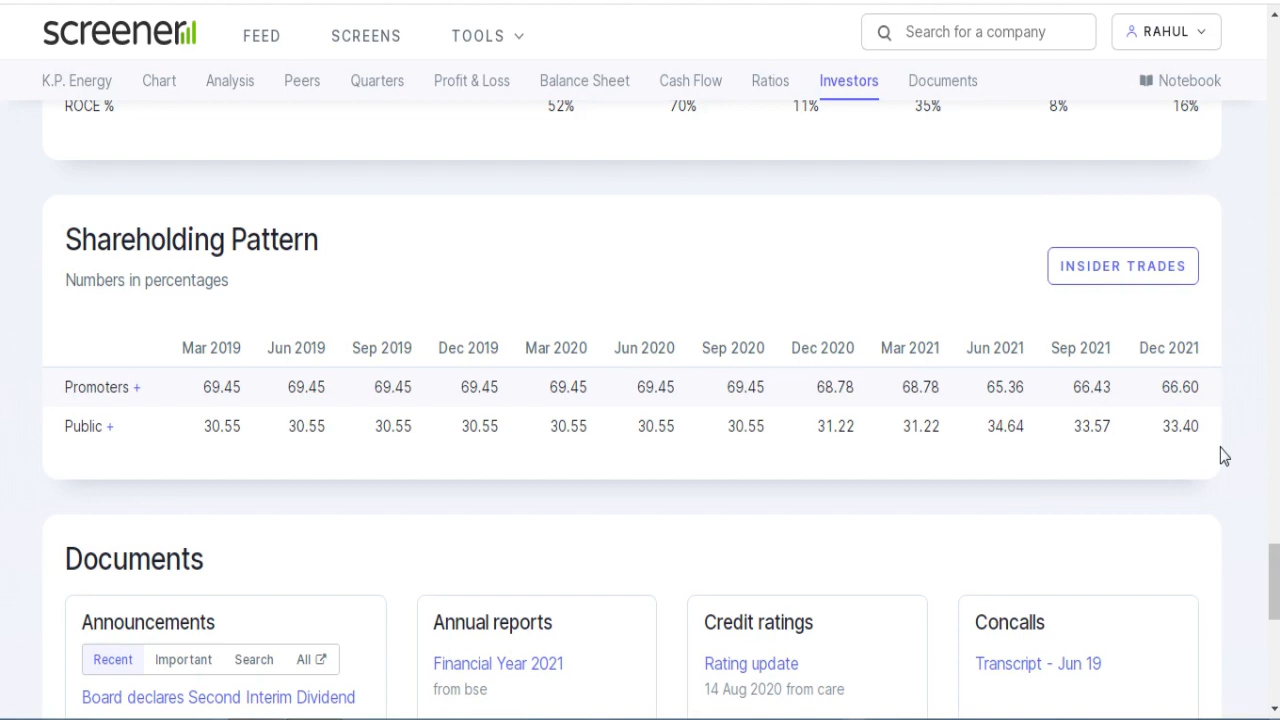 screener FEED SCREENS TOOLS Search for a company RAHUL
K.P. Energy Chart Analysis Peers Quarters Profit & Loss Balance Sheet Cash Flow Ratios Investors Documents Notebook
ROCE % 52% 70% 11% 35% 8% 16%
Shareholding Pattern
Numbers in percentages
INSIDER TRADES
Mar 2019 Jun 2019 Sep 2019 Dec 2019 Mar 2020 Jun 2020 Sep 2020 Dec 2020 Mar 2021 Jun 2021 Sep 2021 Dec 2021
Promoters + 69.45 69.45 69.45 69.45 69.45 69.45 69.45 68.78 68.78 65.36 66.43 66.60
Public + 30.55 30.55 30.55 30.55 30.55 30.55 30.55 31.22 31.22 34.64 33.57 33.40
Documents
Announcements
Recent Important Search All
Board declares Second Interim Dividend
Annual reports
Financial Year 2021
from bse
Credit ratings
Rating update
14 Aug 2020 from care
Concalls
Transcript - Jun 19